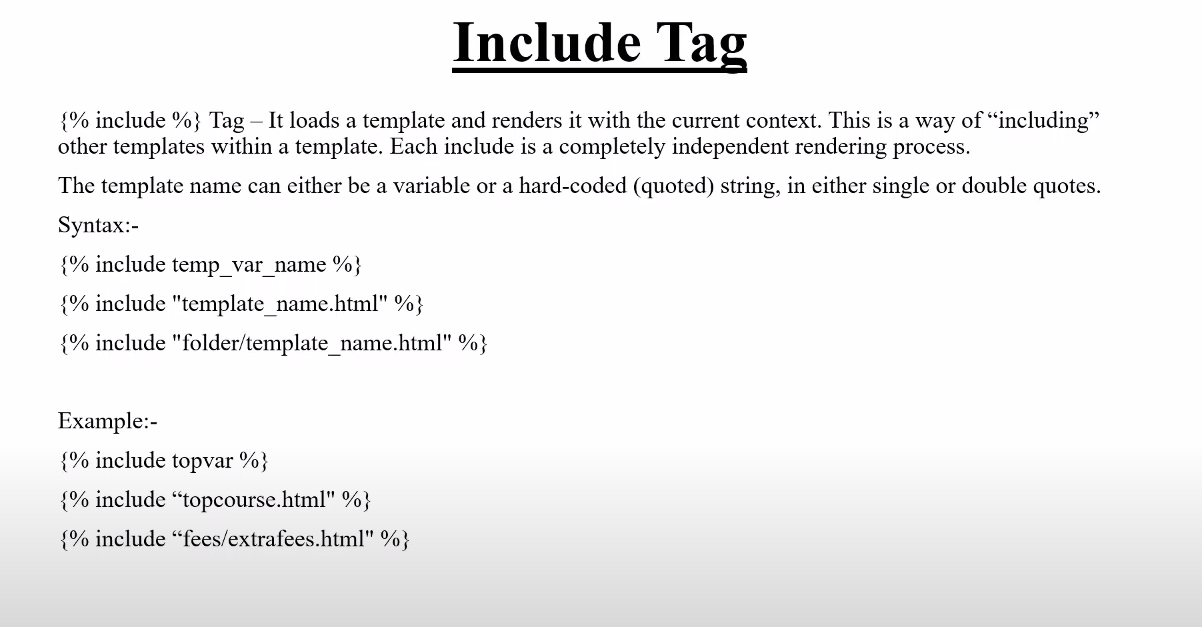 Include Tag
{% include %} Tag – It loads a template and renders it with the current context. This is a way of “including”
other templates within a template. Each include is a completely independent rendering process.
The template name can either be a variable or a hard-coded (quoted) string, in either single or double quotes.
Syntax:-
{% include temp_var_name %}
{% include "template_name.html" %}
{% include "folder/template_name.html" %}
Example:-
{% include topvar %}
{% include “topcourse.html" %}
{% include “fees/extrafees.html" %}